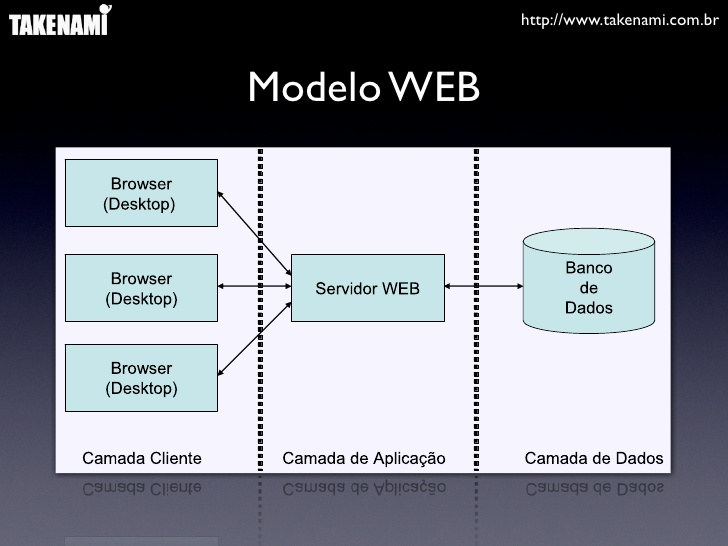 TAKENAMI
http://www.takenami.com.br
Modelo WEB
Browser
(Desktop)
Browser
(Desktop)
Browser
(Desktop)
Servidor WEB
Banco
de
Dados
Camada Cliente
Camada de Aplicação
Camada de Dados